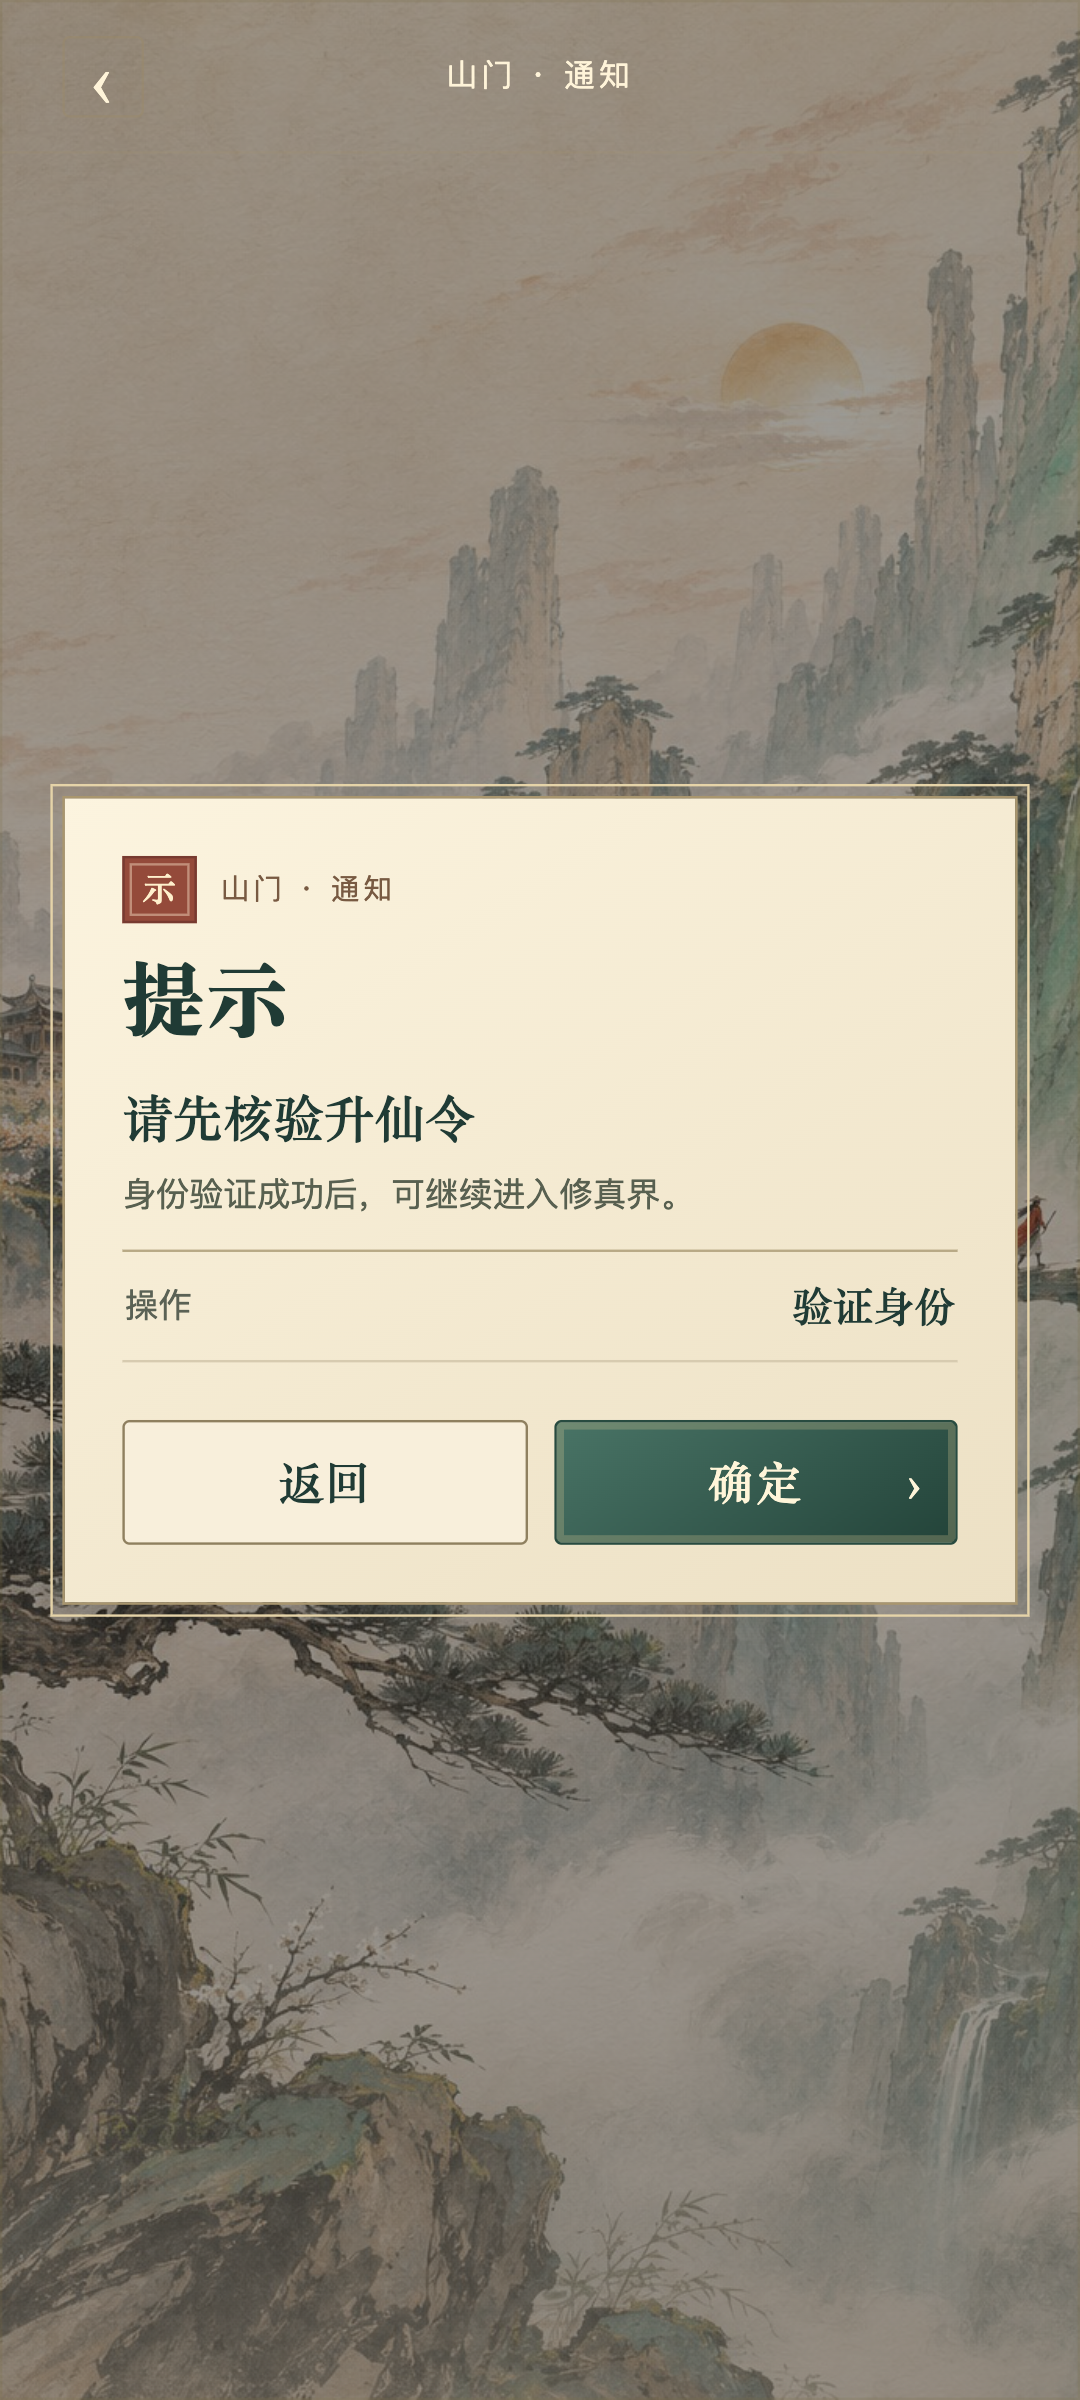 山门 · 通知
示 山门 · 通知
提示
请先核验升仙令
身份验证成功后，可继续进入修真界。
操作 验证身份
返回 确定